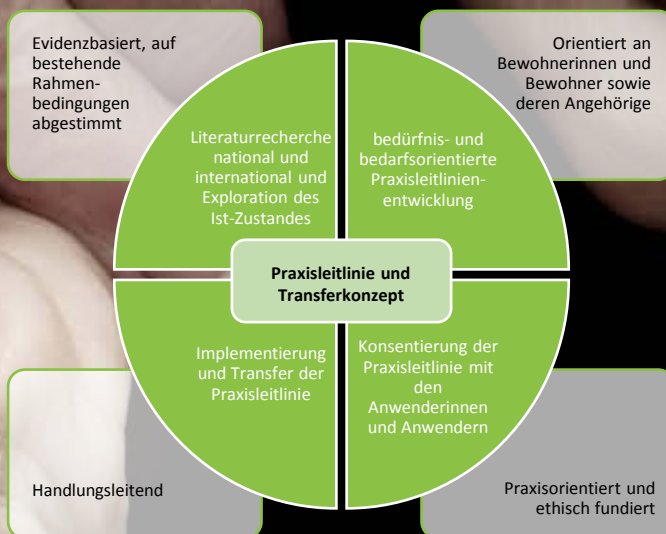 Evidenzbasiert, auf
bestehende
Rahmen-
bedingungen
abgestimmt
Orientiert an
Bewohnerinnen und
Bewohner sowie
deren Angehörige
Literaturrecherche
national und
international und
Exploration des
Ist-Zustandes
bedürfnis- und
bedarfsorientierte
Praxisleitlinien-
entwicklung
Praxisleitlinie und
Transferkonzept
Implementierung
und Transfer der
Praxisleitlinie
Konsentierung der
Praxisleitlinie mit
den
Anwenderinnen
und Anwendern
Handlungsleitend
Praxisorientiert und
ethisch fundiert